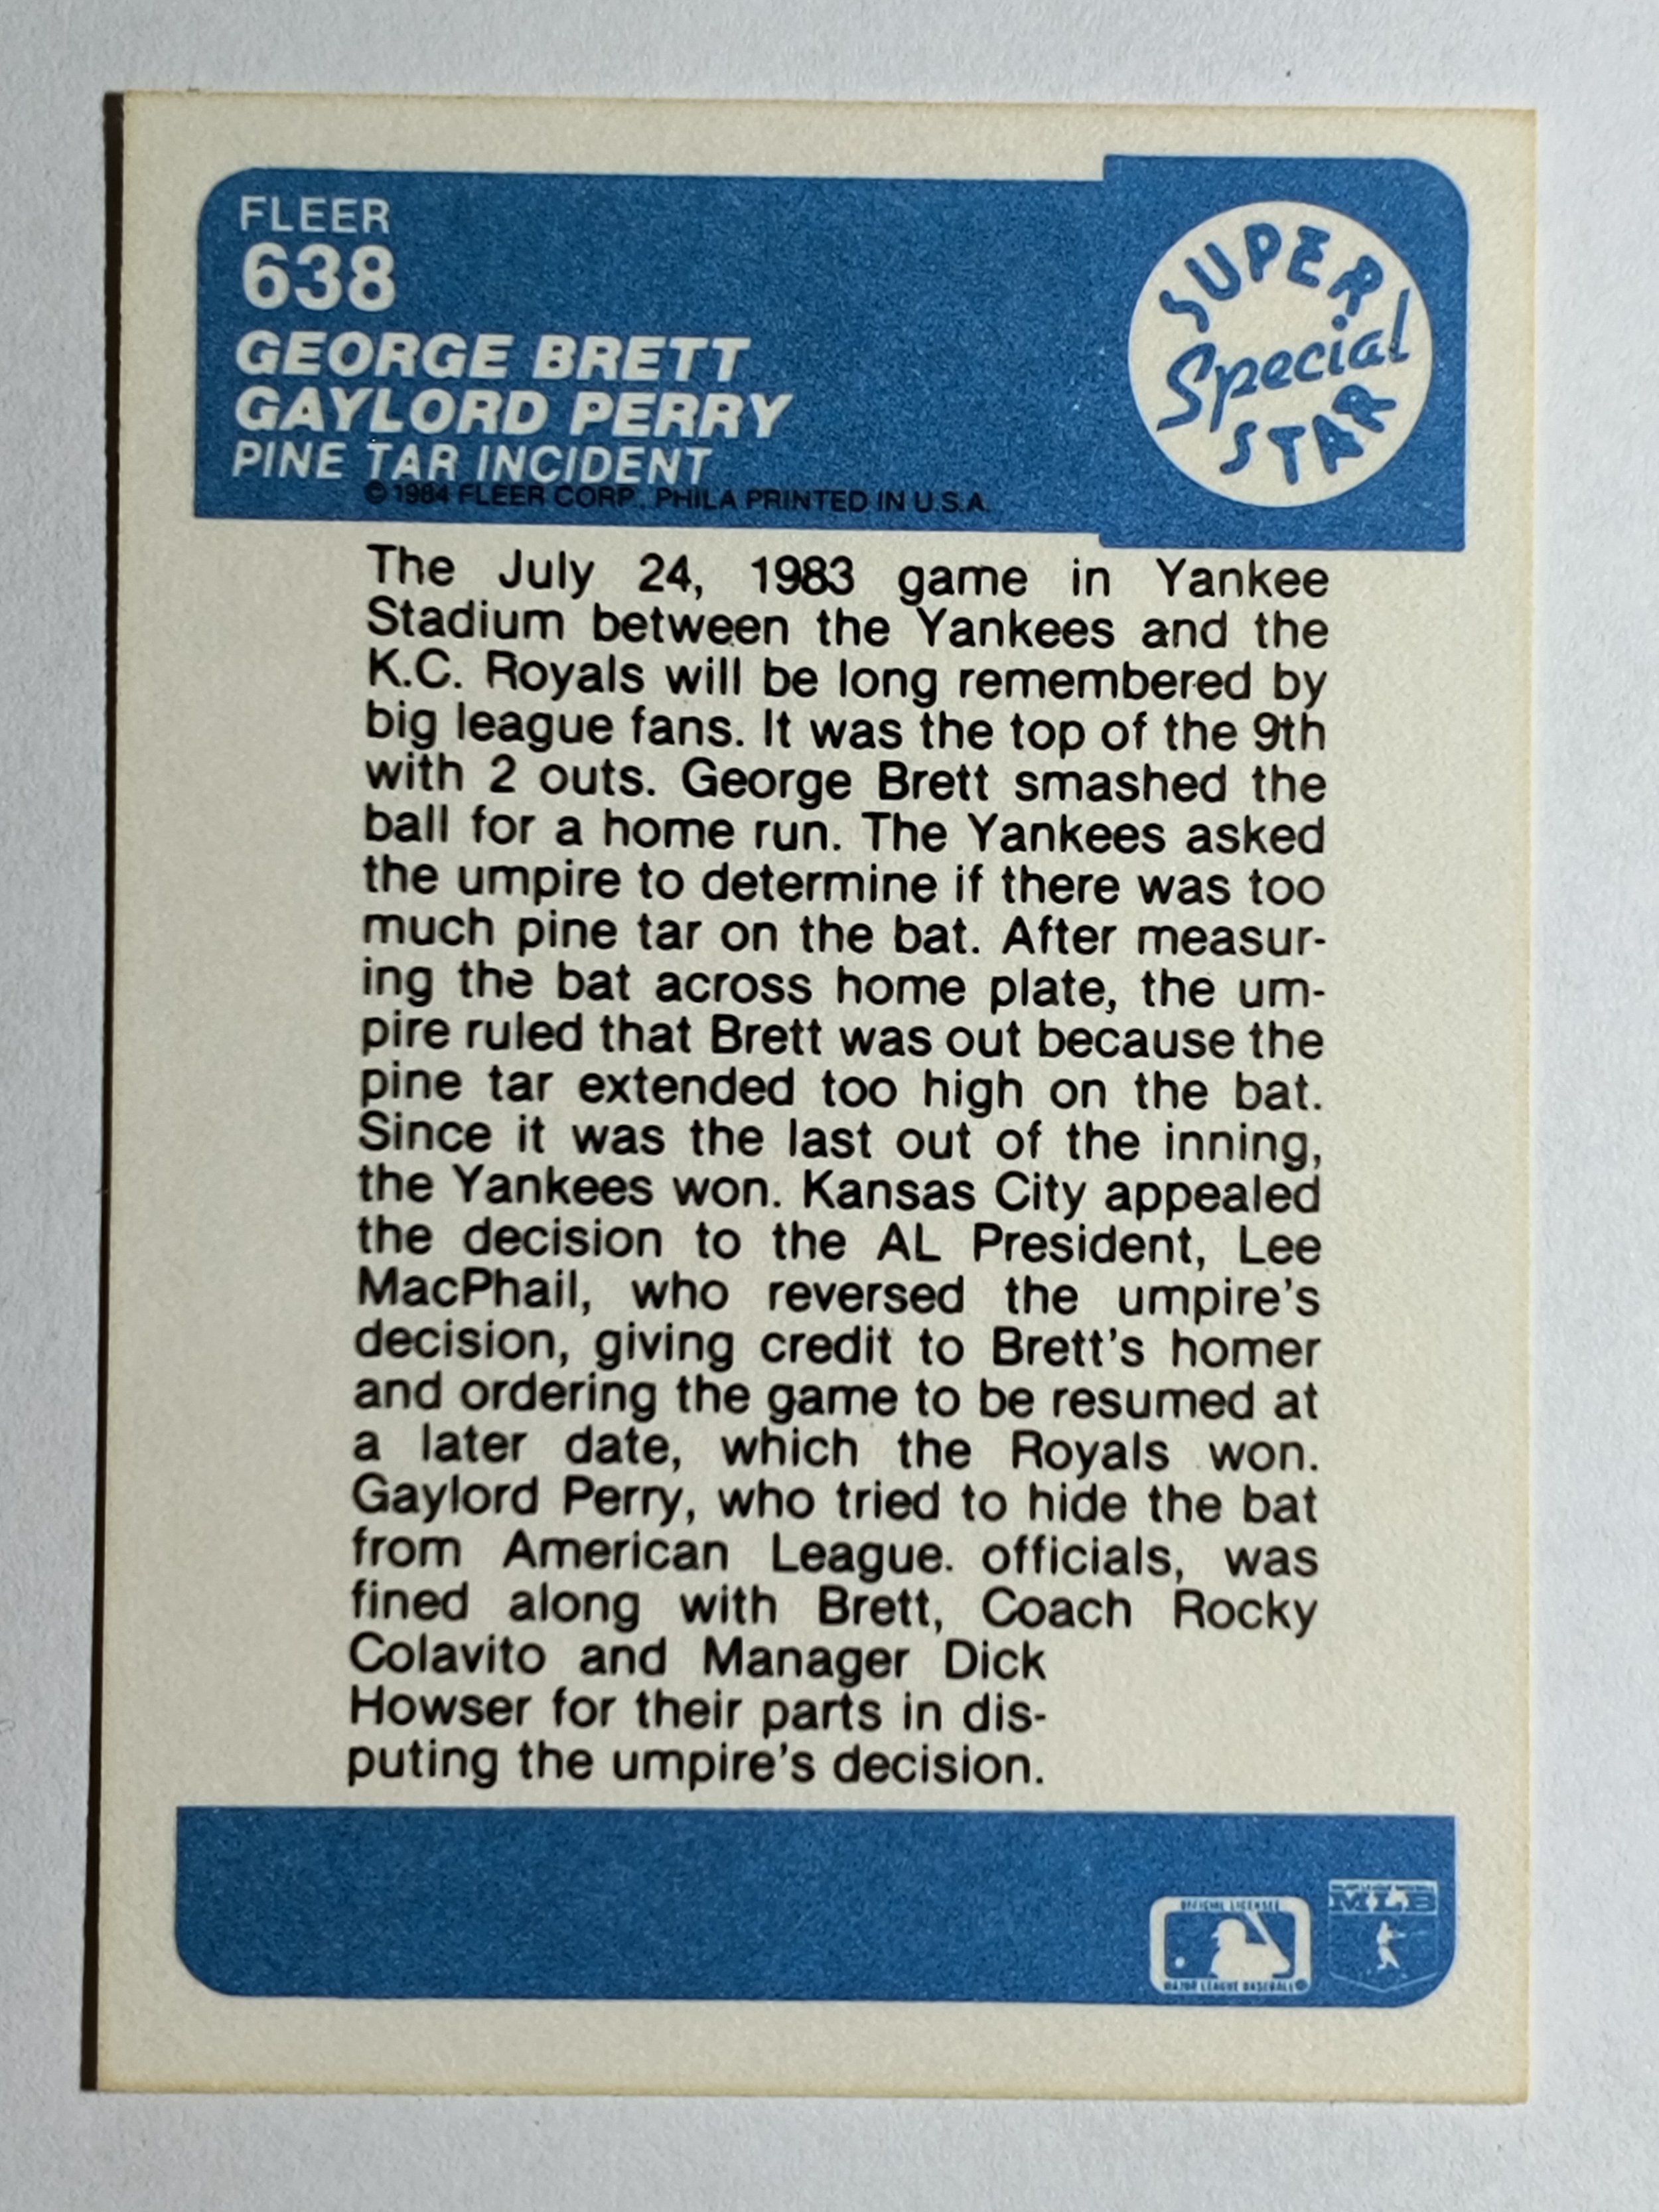 FLEER
638
GEORGE BRETT
GAYLORD PERRY
PINE TAR INCIDENT
© 1984 FLEER CORP., PHILA PRINTED IN U.S.A.
SUPER
Special
STAR
The July 24, 1983 game in Yankee
Stadium between the Yankees and the
K.C. Royals will be long remembered by
big league fans. It was the top of the 9th
with 2 outs. George Brett smashed the
ball for a home run. The Yankees asked
the umpire to determine if there was too
much pine tar on the bat. After measur-
ing the bat across home plate, the um-
pire ruled that Brett was out because the
pine tar extended too high on the bat.
Since it was the last out of the inning,
the Yankees won. Kansas City appealed
the decision to the AL President, Lee
MacPhail, who reversed the umpire's
decision, giving credit to Brett's homer
and ordering the game to be resumed at
a later date, which the Royals won.
Gaylord Perry, who tried to hide the bat
from American League. officials, was
fined along with Brett, Coach Rocky
Colavito and Manager Dick
Howser for their parts in dis-
puting the umpire's decision.
OFFICIAL LICENSEE
MAJOR LEAGUE BASEBALL
MAJOR LEAGUE BASEBALL
MLB